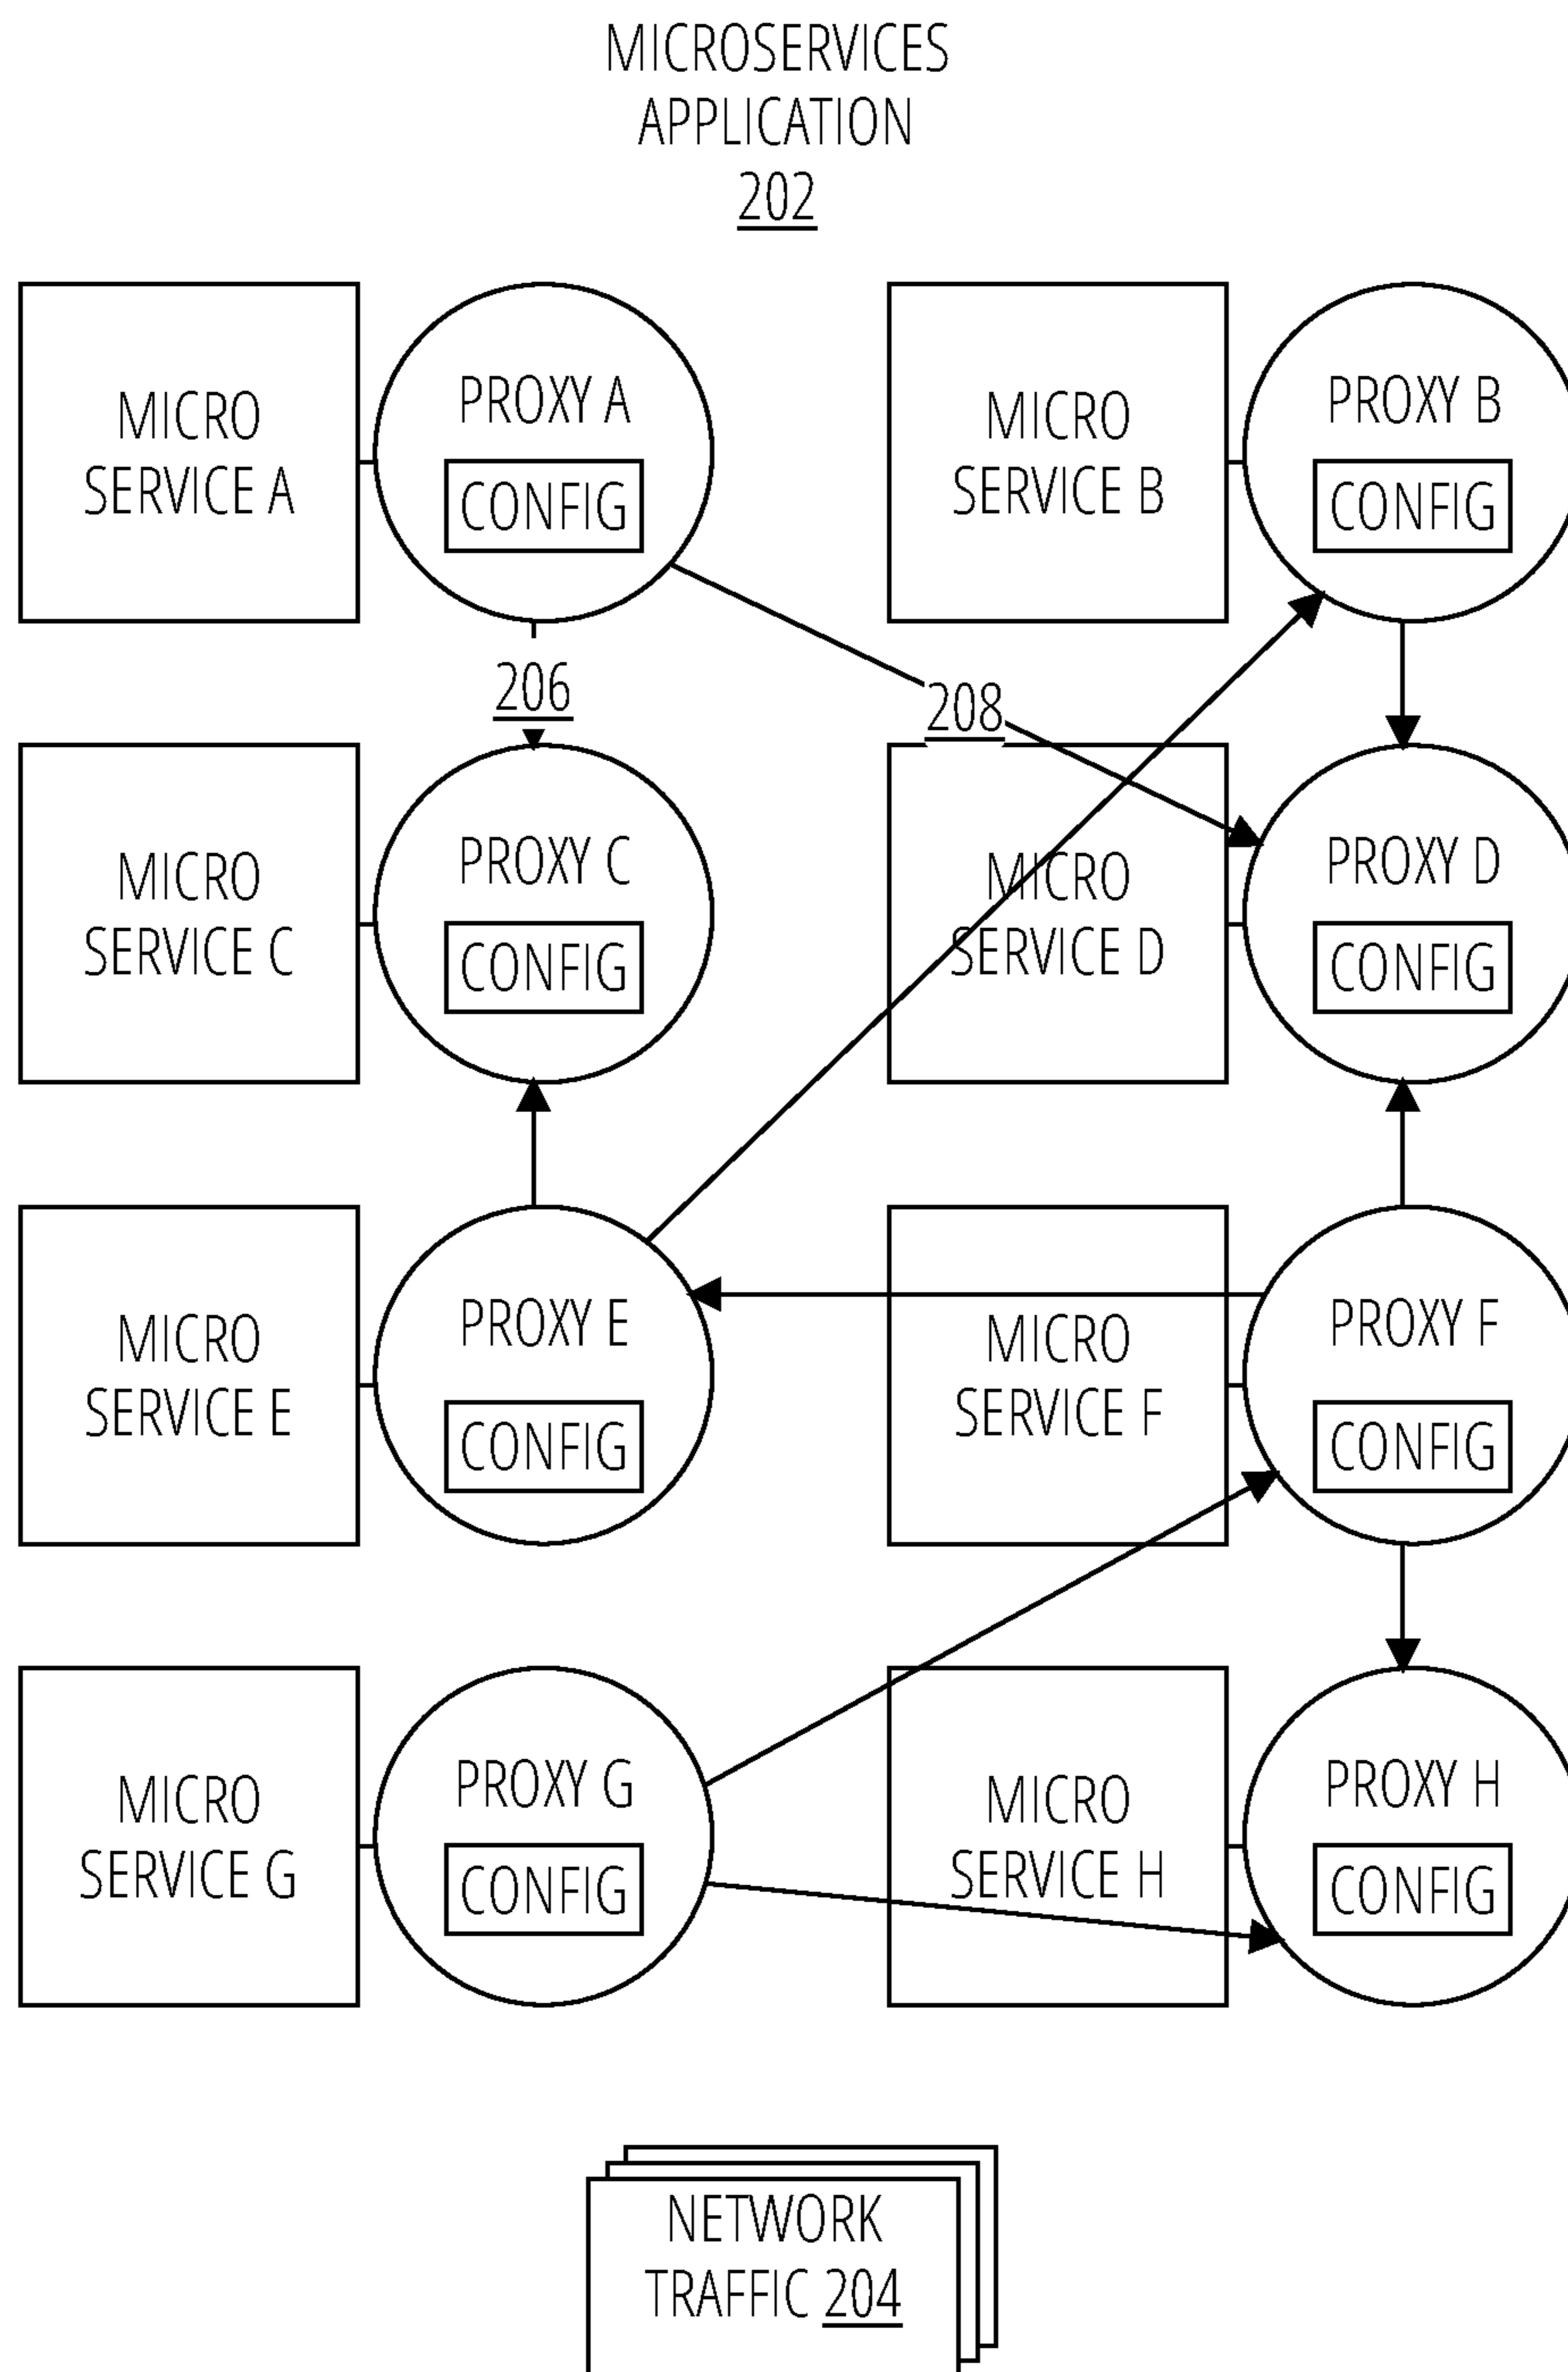 MICROSERVICES
APPLICATION
202
MICRO
SERVICE A
PROXY A
CONFIG
MICRO
SERVICE B
PROXY B
CONFIG
206
208
MICRO
SERVICE C
PROXY C
CONFIG
MICRO
SERVICE D
PROXY D
CONFIG
MICRO
SERVICE E
PROXY E
CONFIG
MICRO
SERVICE F
PROXY F
CONFIG
MICRO
SERVICE G
PROXY G
CONFIG
MICRO
SERVICE H
PROXY H
CONFIG
NETWORK
TRAFFIC 204